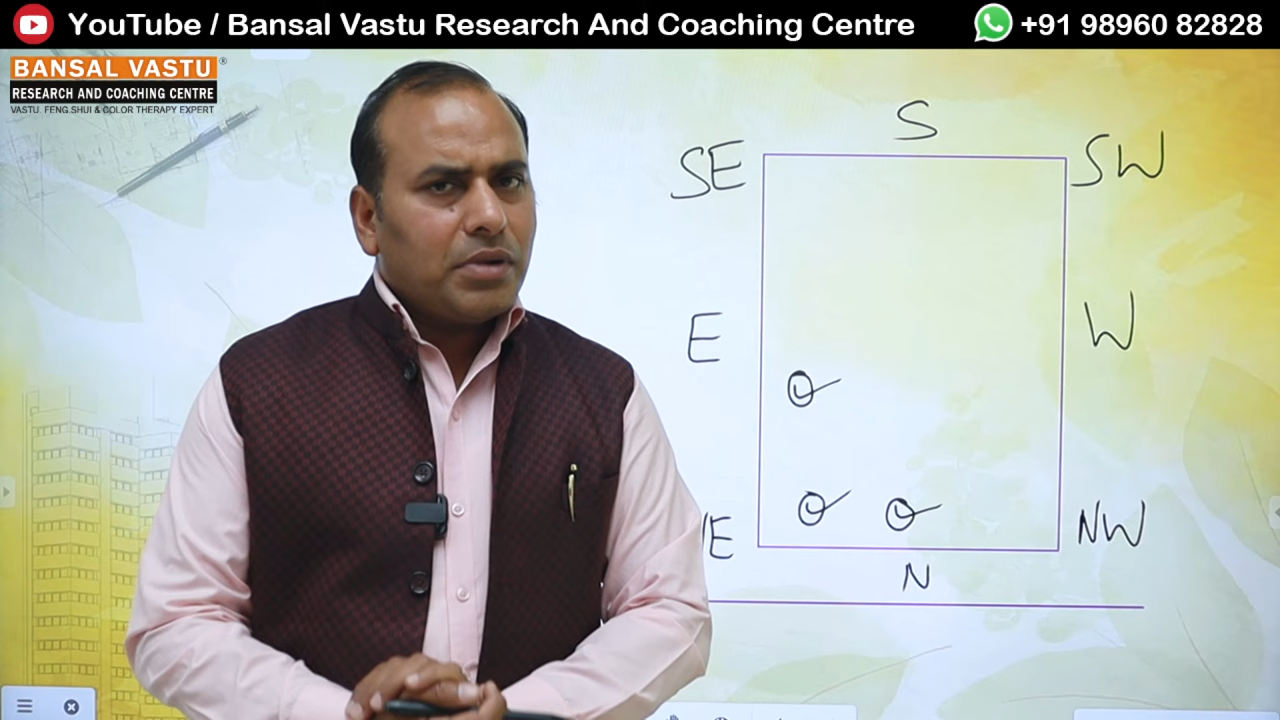 YouTube / Bansal Vastu Research And Coaching Centre
+91 98960 82828
BANSAL VASTU®
RESEARCH AND COACHING CENTRE
VASTU, FENG SHUI & COLOR THERAPY EXPERT
S
SE
SW
E
W
E
NW
N